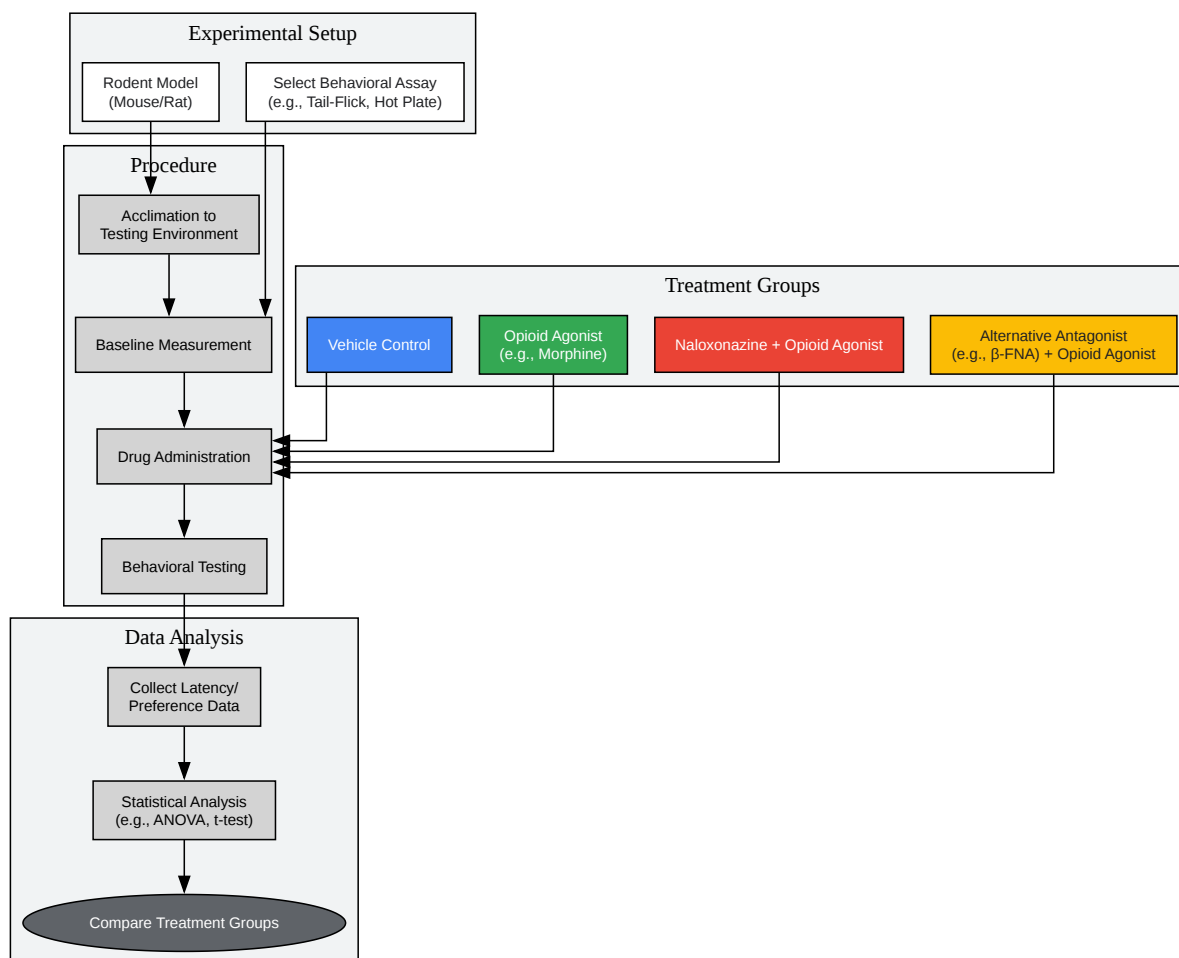 Experimental Setup
Rodent Model
(Mouse/Rat)
Select Behavioral Assay
(e.g., Tail-Flick, Hot Plate)
Procedure
Acclimation to
Testing Environment
Baseline Measurement
Drug Administration
Behavioral Testing
Treatment Groups
Vehicle Control
Opioid Agonist
(e.g., Morphine)
Naloxonazine + Opioid Agonist
Alternative Antagonist
(e.g., β-FNA) + Opioid Agonist
Data Analysis
Collect Latency/
Preference Data
Statistical Analysis
(e.g., ANOVA, t-test)
Compare Treatment Groups